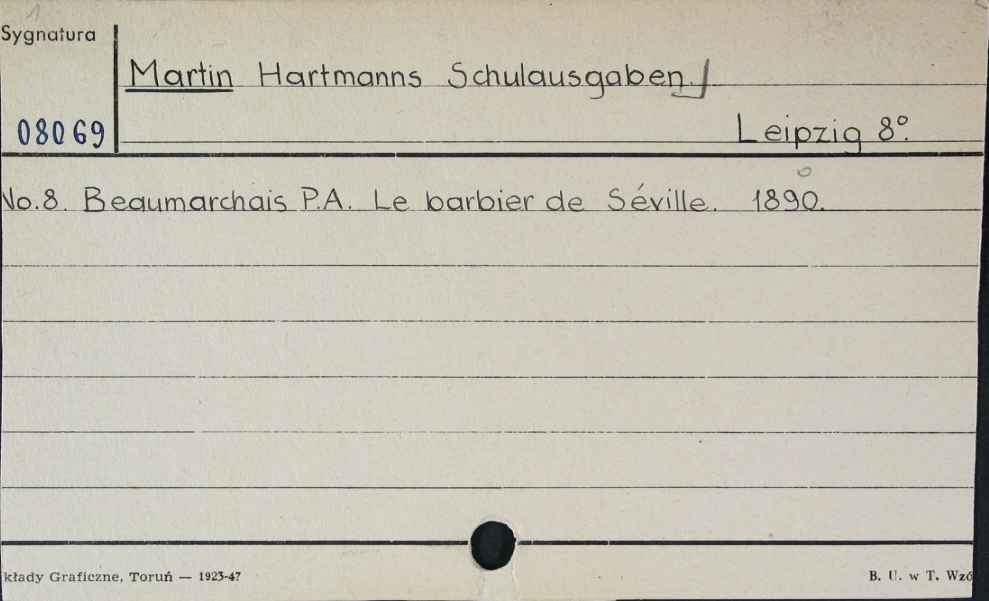 Sygnatura
Martin Hartmanns Schulausgaben.
08069
Leipzig 8°.
No.8. Beaumarchais P.A. Le barbier de Séville. 1890.
kłady Graficzne, Toruń — 1923-47
B. U. w T. Wzó